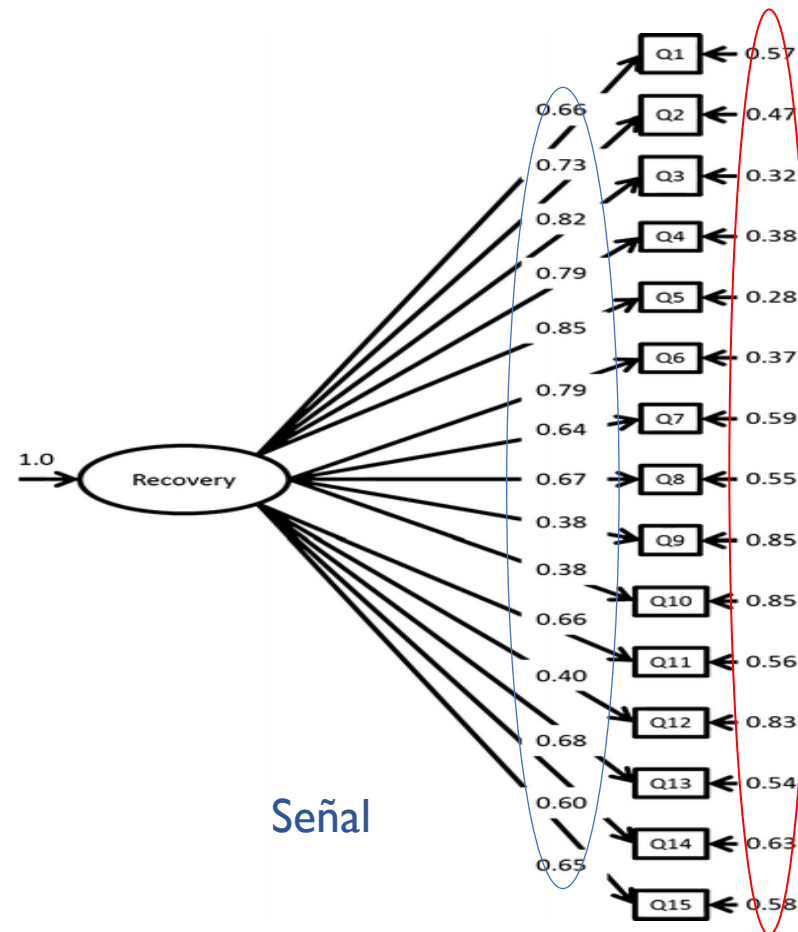 Q1 0.57
0.66
Q2 0.47
0.73
Q3 0.32
0.82
Q4 0.38
0.79
Q5 0.28
0.85
Q6 0.37
0.79
Q7 0.59
0.64
1.0
Recovery
0.67
Q8 0.55
0.38
Q9 0.85
0.38
Q10 0.85
0.66
Q11 0.56
0.40
Q12 0.83
0.68
Q13 0.54
0.60
Señal
Q14 0.63
0.65
Q15 0.58